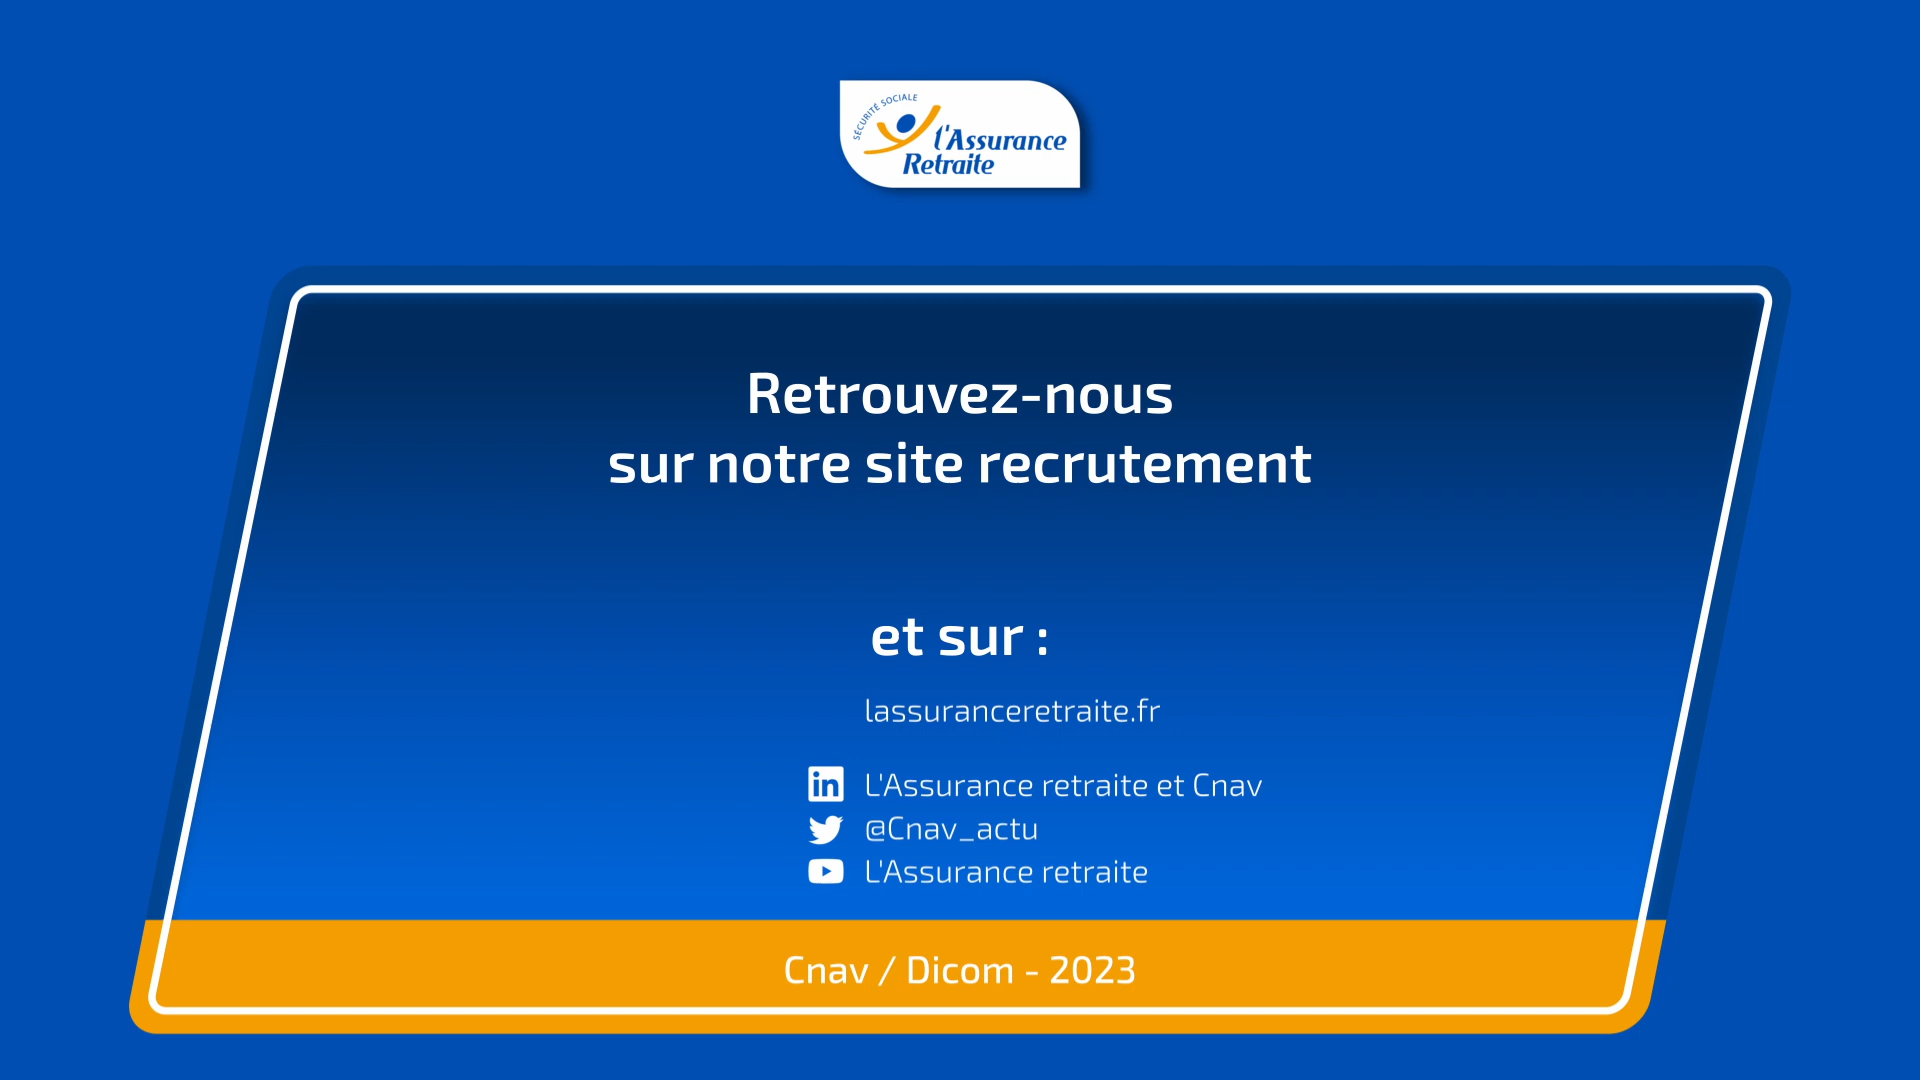 SÉCURITÉ SOCIALE
l'Assurance
Retraite
Retrouvez-nous
sur notre site recrutement
et sur :
lassuranceretraite.fr
L'Assurance retraite et Cnav
@Cnav_actu
L'Assurance retraite
Cnav / Dicom - 2023